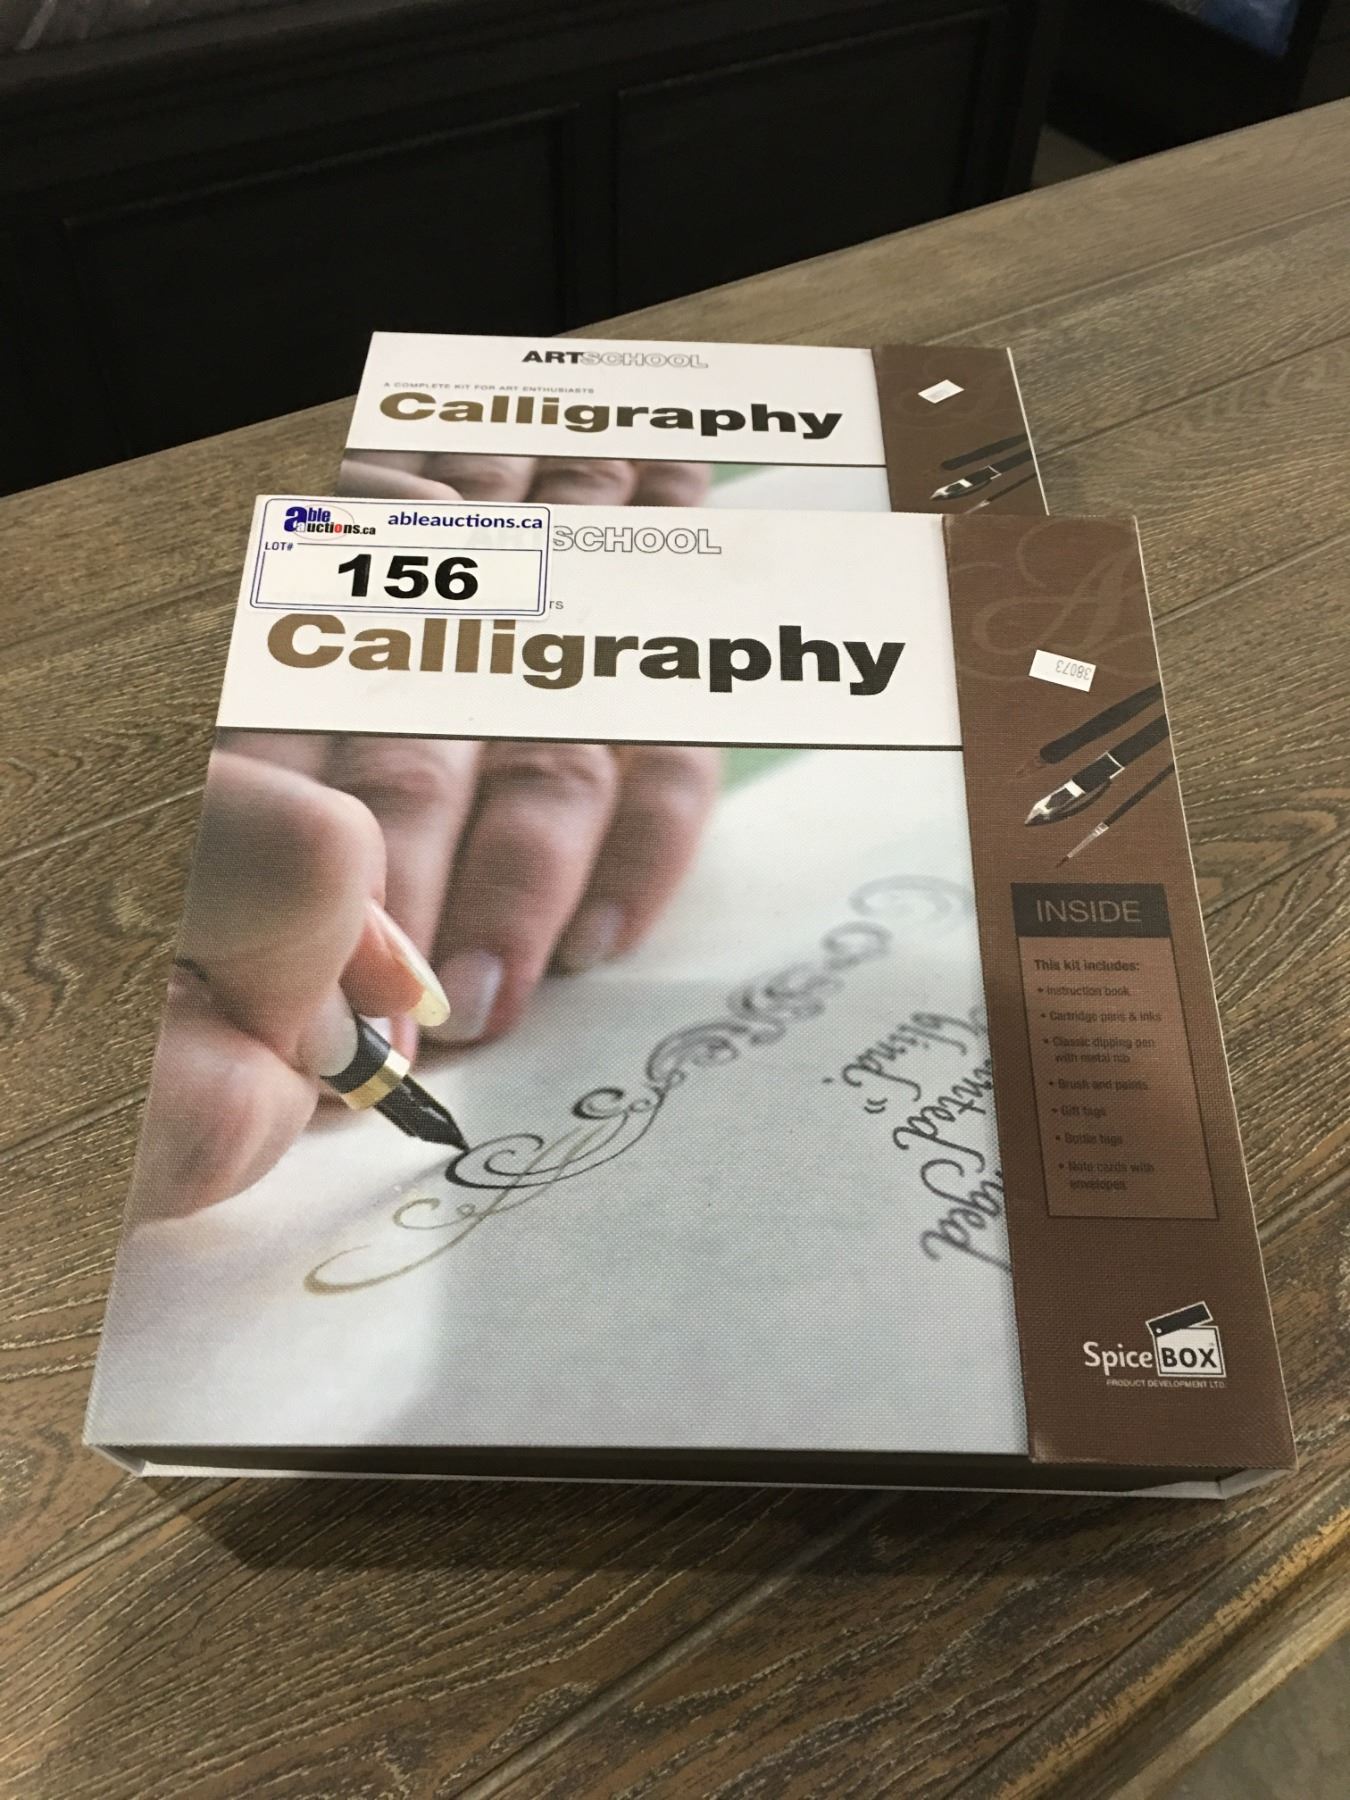 ARTSCHOOL
A COMPLETE KIT FOR ART ENTHUSIASTS
Calligraphy
able auctions.ca
ableauctions.ca
LOT#
156
SCHOOL
TS
Calligraphy
38073
INSIDE
This kit includes:
• Instruction book
• Cartridge pens & inks
• Classic dipping pen
with metal nib
• Brush and paints
• Gift tags
• Bottle tags
• Note cards with
envelopes
blind."
Spice BOX
PRODUCT DEVELOPMENT LTD.